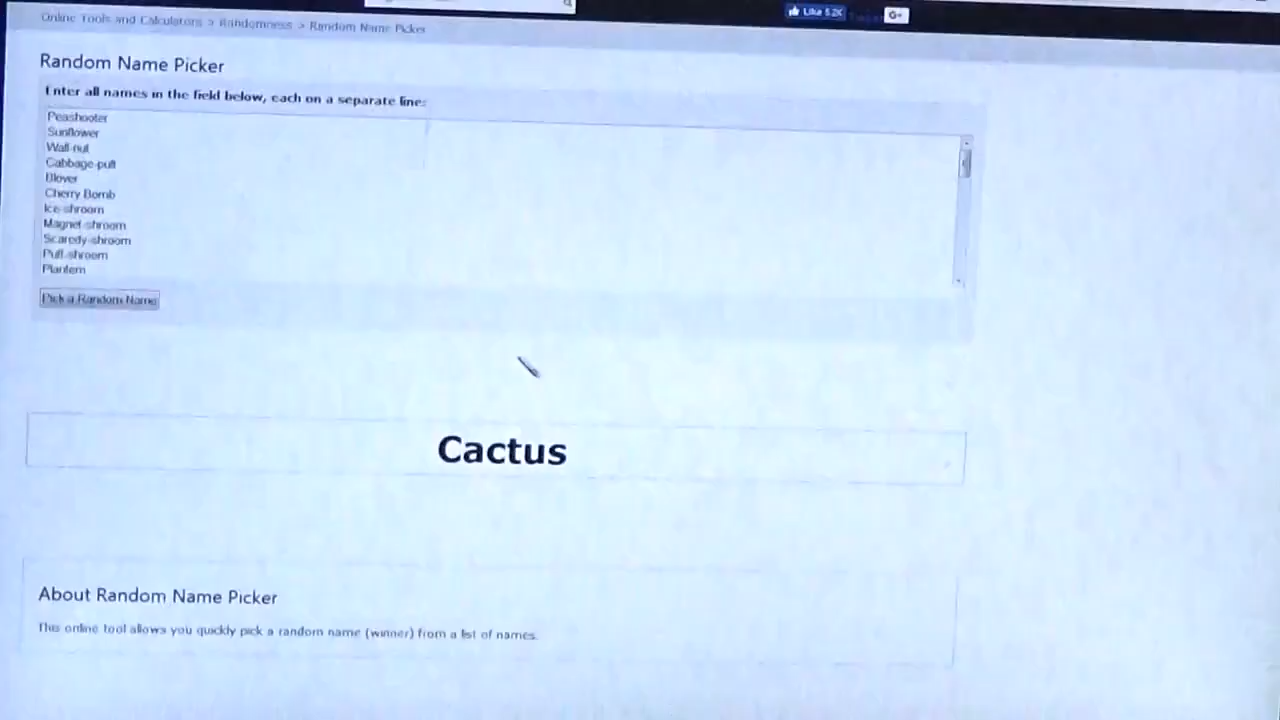 Like 5.2K
G+
Online Tools and Calculators > Randomness > Random Name Picker
Random Name Picker
Enter all names in the field below, each on a separate line:
Peashooter
Sunflower
Wall-nut
Cabbage-pult
Blover
Cherry Bomb
Ice-shroom
Magnet-shroom
Scaredy-shroom
Puff-shroom
Plantern
Pick a Random Name
Cactus
About Random Name Picker
This online tool allows you quickly pick a random name (winner) from a list of names.